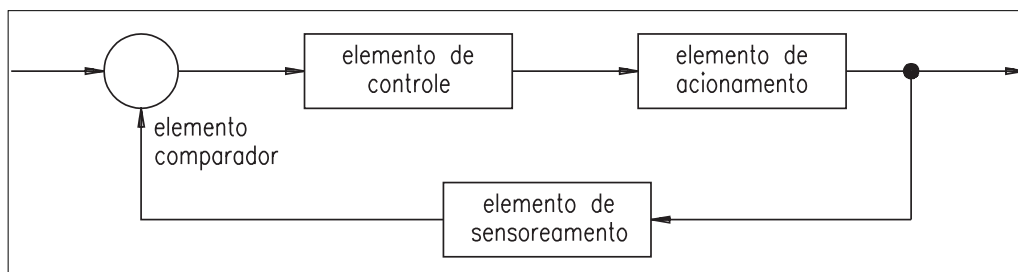 elemento de
controle
elemento de
acionamento
elemento
comparador
elemento de
sensoreamento